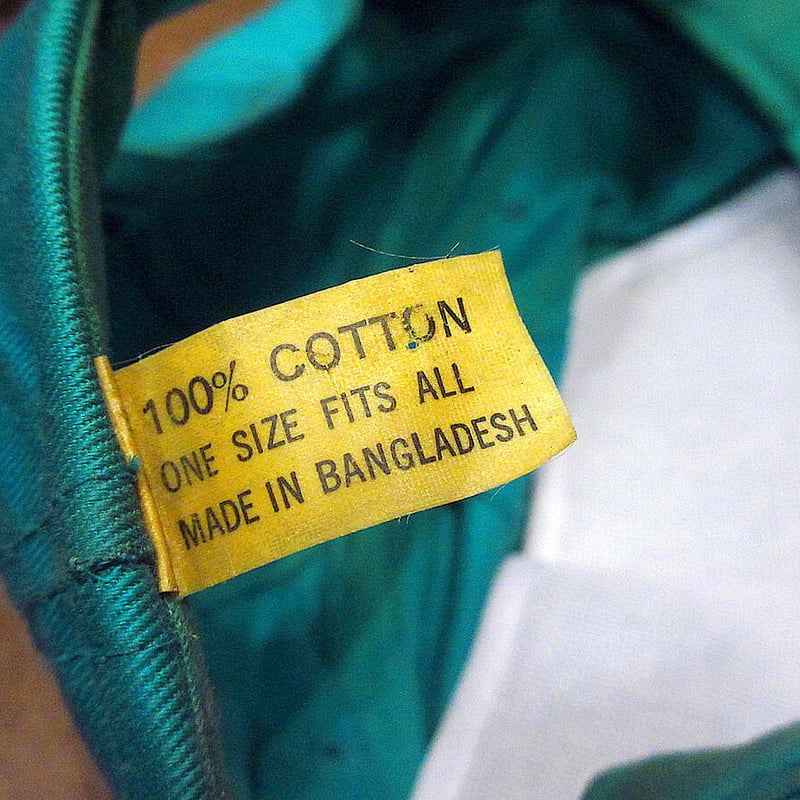 100% COTTON
ONE SIZE FITS ALL
MADE IN BANGLADESH